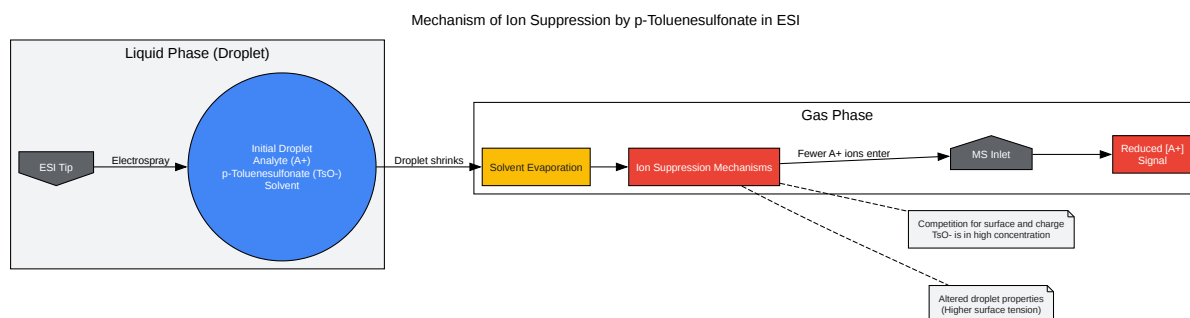 Mechanism of Ion Suppression by p-Toluenesulfonate in ESI
Liquid Phase (Droplet)
ESI Tip
Electrospray
Initial Droplet
Analyte (A+)
p-Toluenesulfonate (TsO-)
Solvent
Droplet shrinks
Gas Phase
Solvent Evaporation
Ion Suppression Mechanisms
Fewer A+ ions enter
MS Inlet
Reduced [A+]
Signal
Competition for surface and charge
TsO- is in high concentration
Altered droplet properties
(Higher surface tension)